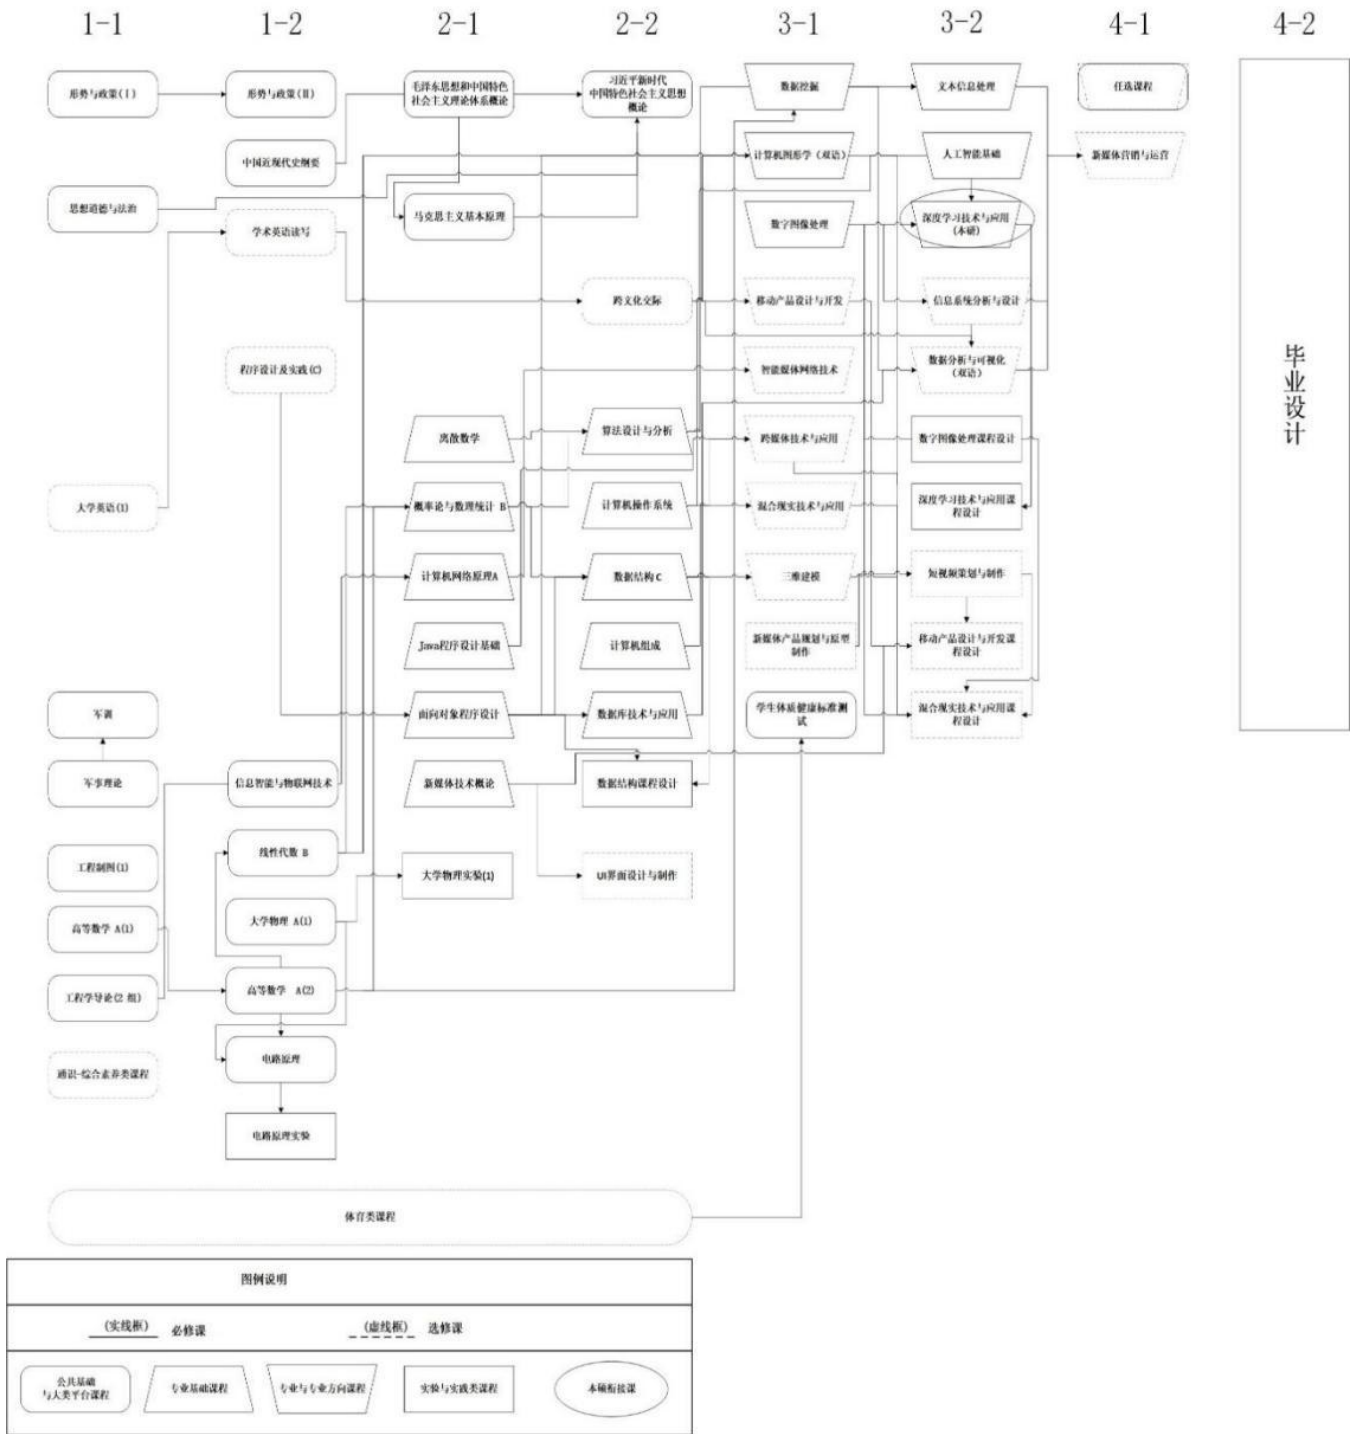 1-1
1-2
2-1
2-2
3-1
3-2
4-1
4-2
形势与政策(Ⅰ)
形势与政策(Ⅱ)
毛泽东思想和中国特色
社会主义理论体系概论
习近平新时代
中国特色社会主义思想
概论
数据挖掘
文本信息处理
任选课程
中国近现代史纲要
计算机图形学（双语）
人工智能基础
新媒体营销与运营
思想道德与法治
学术英语读写
马克思主义基本原理
数字图像处理
深度学习技术与应用
(本研)
跨文化交际
移动产品设计与开发
信息系统分析与设计
程序设计及实践(C)
智能媒体网络技术
数据分析与可视化
（双语）
毕业设计
离散数学
算法设计与分析
跨媒体技术与应用
数字图像处理课程设计
大学英语(1)
概率论与数理统计 B
计算机操作系统
混合现实技术与应用
深度学习技术与应用课
程设计
计算机网络原理A
数据结构 C
三维建模
短视频策划与制作
Java程序设计基础
计算机组成
新媒体产品规划与原型
制作
移动产品设计与开发课
程设计
军训
面向对象程序设计
数据库技术与应用
学生体质健康标准测
试
混合现实技术与应用课
程设计
军事理论
信息智能与物联网技术
新媒体技术概论
数据结构课程设计
工程制图(1)
线性代数 B
大学物理实验(1)
UI界面设计与制作
高等数学 A(1)
大学物理 A(1)
工程学导论(2 组)
高等数学 A(2)
通识-综合素养类课程
电路原理
电路原理实验
体育类课程
图例说明
(实线框) 必修课
(虚线框) 选修课
公共基础
与大类平台课程
专业基础课程
专业与专业方向课程
实验与实践类课程
本硕衔接课